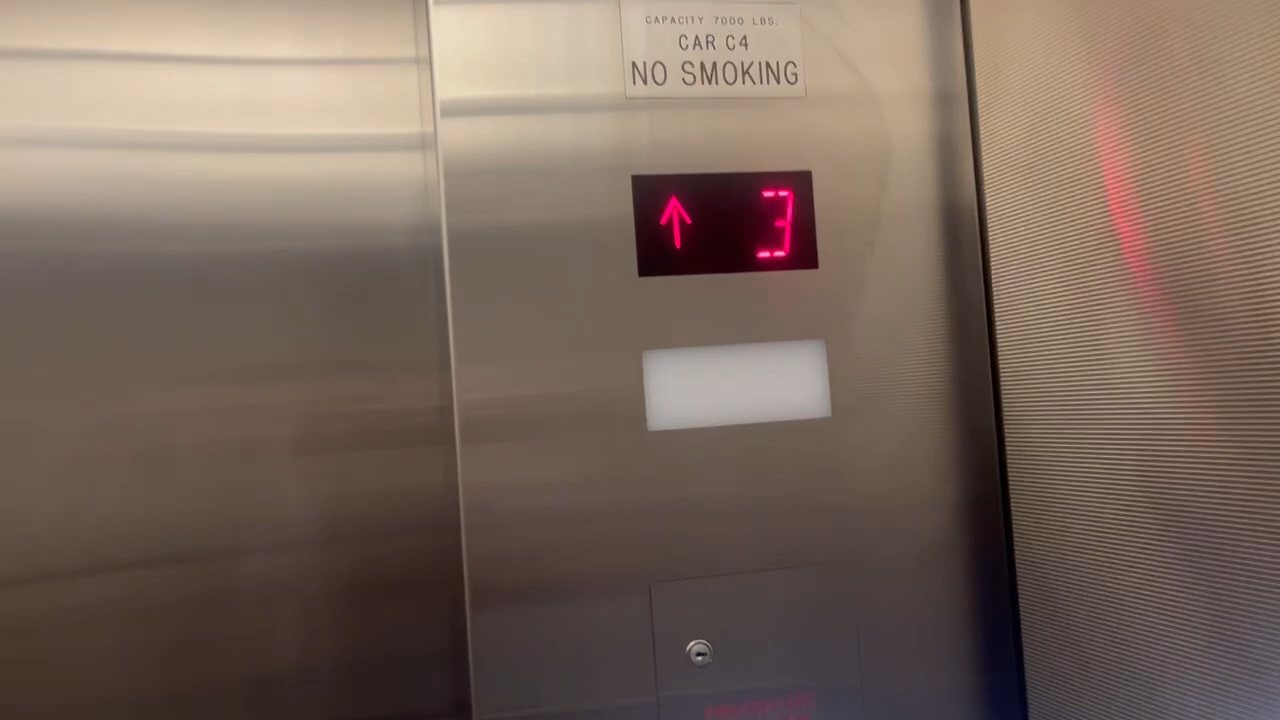 CAPACITY 7000 LBS.
CAR C4
NO SMOKING
↑ 3